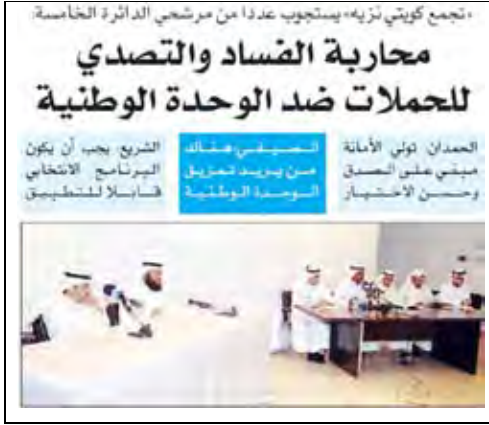 «تجمع كويتي نزيه» يستجوب عددا من مرشحي الدائرة الخامسة:
محاربة الفساد والتصدي
للحملات ضد الوحدة الوطنية
الحمدان: تولي الأمانة
مبني على الصدق
وحسن الاختيار
الصيفي: هناك
من يريد تمزيق
الوحدة الوطنية
الشريع: يجب أن يكون
البرنامج الانتخابي
قابلا للتطبيق